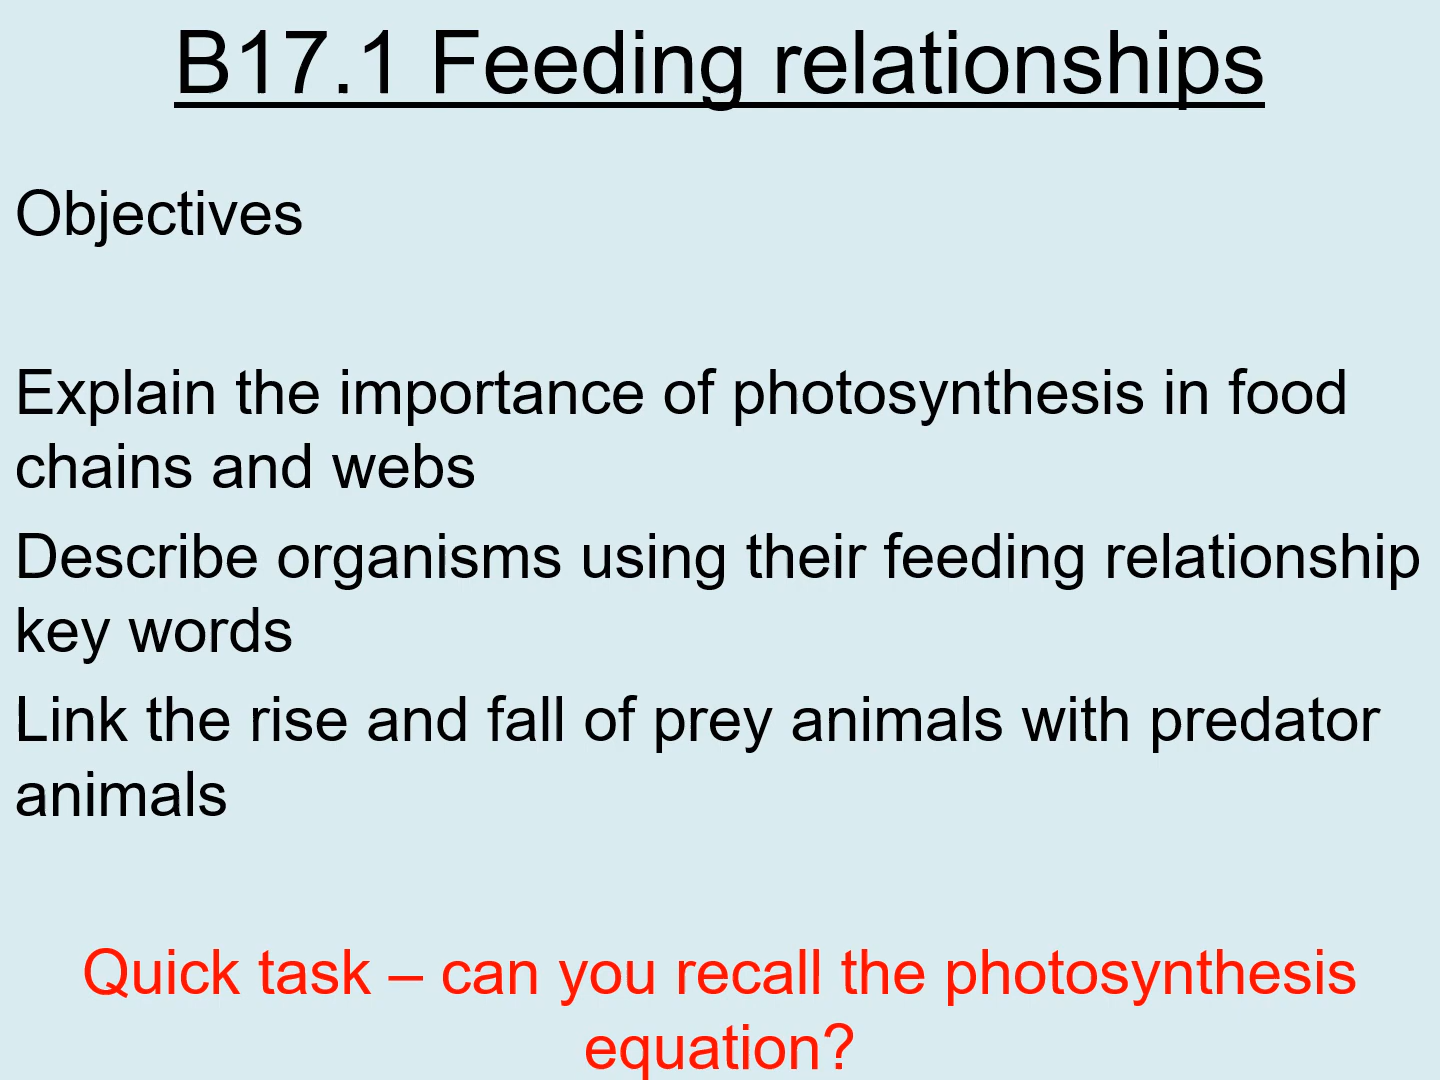 B17.1 Feeding relationships
Objectives
Explain the importance of photosynthesis in food
chains and webs
Describe organisms using their feeding relationship
key words
Link the rise and fall of prey animals with predator
animals
Quick task – can you recall the photosynthesis
equation?